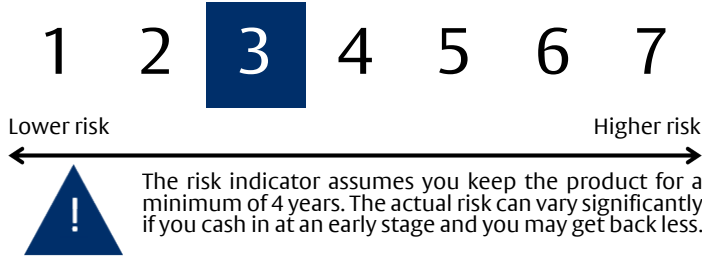 1 2 3 4 5 6 7
Lower risk Higher risk
!
The risk indicator assumes you keep the product for a
minimum of 4 years. The actual risk can vary significantly
if you cash in at an early stage and you may get back less.